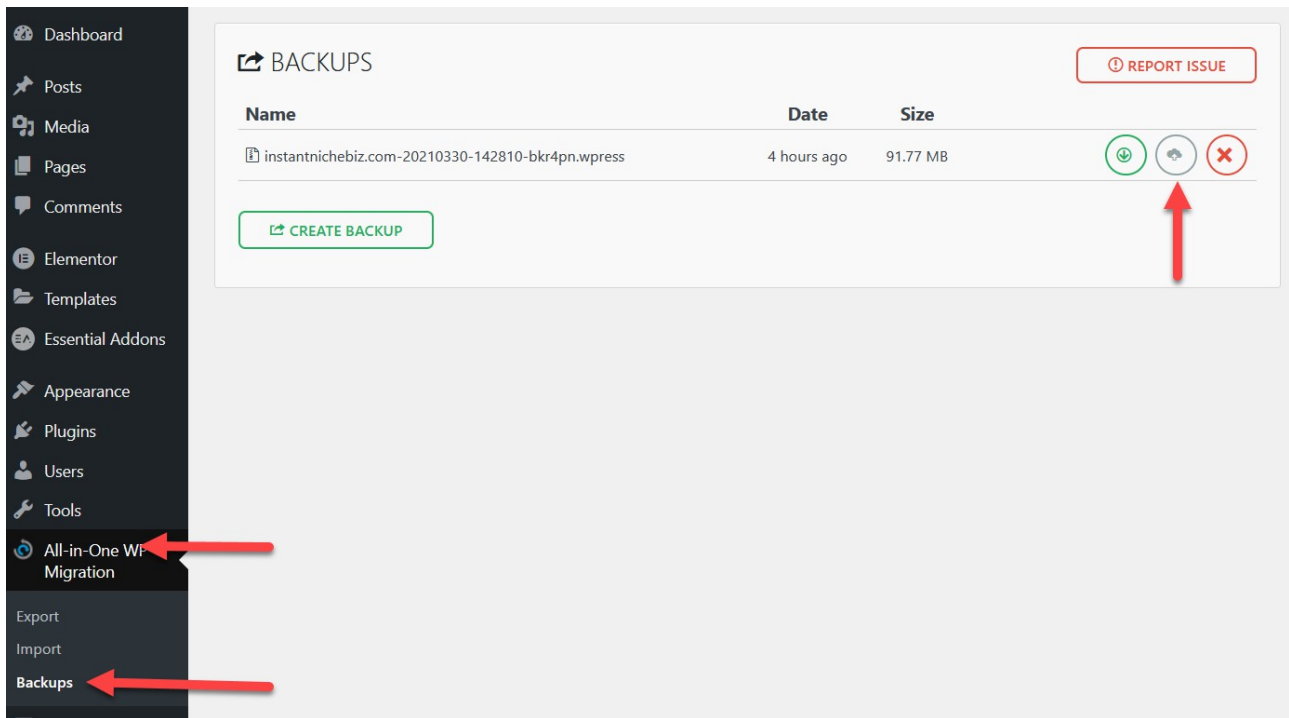 Dashboard
Posts
Media
Pages
Comments
Elementor
Templates
Essential Addons
Appearance
Plugins
Users
Tools
All-in-One WP
Migration
Export
Import
Backups
BACKUPS
REPORT ISSUE
Name Date Size
instantnichebiz.com-20210330-142810-bkr4pn.wpress 4 hours ago 91.77 MB
CREATE BACKUP